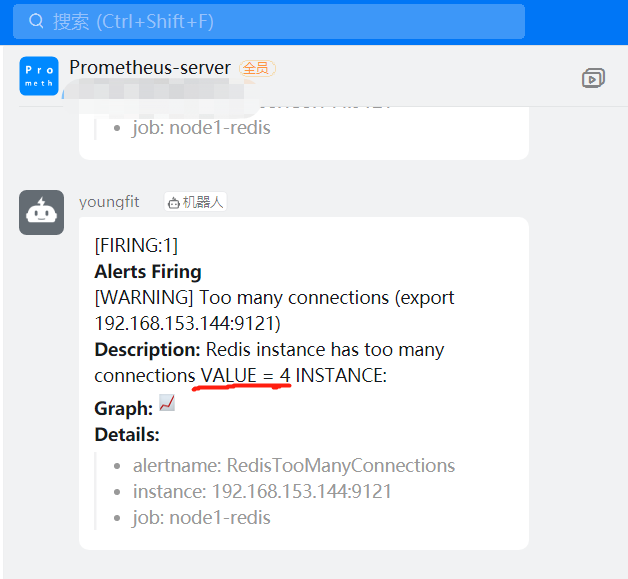 搜索 (Ctrl+Shift+F)
Pro
meth
Prometheus-server 全员
job: node1-redis
youngfit 机器人
[FIRING:1]
Alerts Firing
[WARNING] Too many connections (export
192.168.153.144:9121)
Description: Redis instance has too many
connections VALUE = 4 INSTANCE:
Graph:
Details:
alertname: RedisTooManyConnections
instance: 192.168.153.144:9121
job: node1-redis